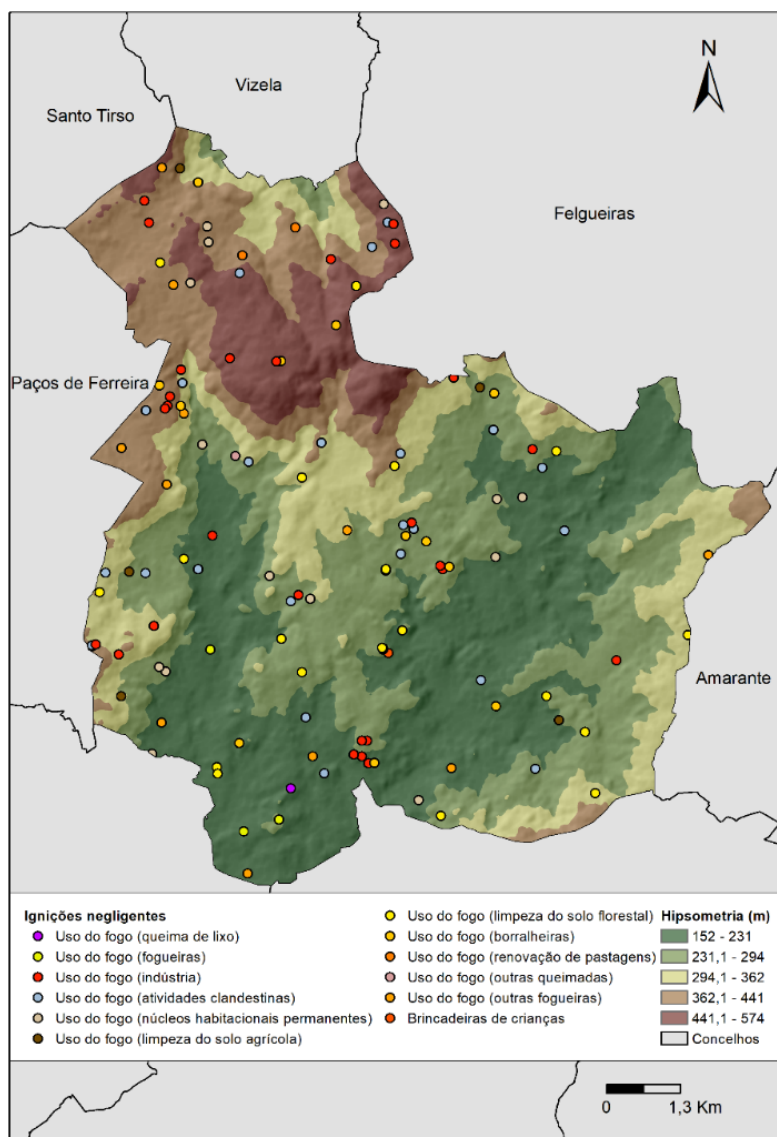 N
Vizela
Santo Tirso
Felgueiras
Paços de Ferreira
Amarante
Ignições negligentes
Uso do fogo (queima de lixo)
Uso do fogo (fogueiras)
Uso do fogo (indústria)
Uso do fogo (atividades clandestinas)
Uso do fogo (núcleos habitacionais permanentes)
Uso do fogo (limpeza do solo agrícola)
Uso do fogo (limpeza do solo florestal)
Uso do fogo (borralheiras)
Uso do fogo (renovação de pastagens)
Uso do fogo (outras queimadas)
Uso do fogo (outras fogueiras)
Brincadeiras de crianças
Hipsometria (m)
152 - 231
231,1 - 294
294,1 - 362
362,1 - 441
441,1 - 574
Concelhos
0 1,3 Km